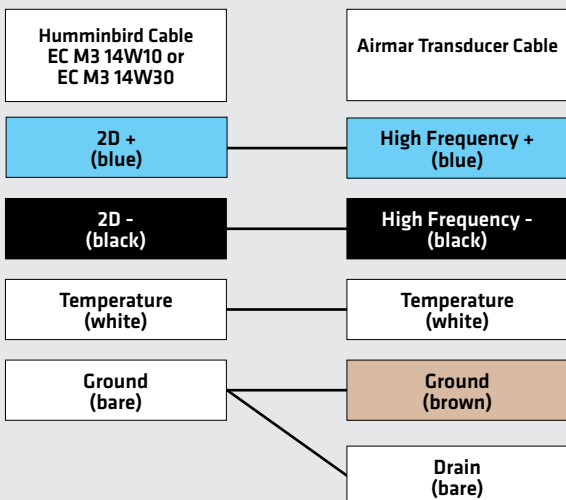 Humminbird Cable
EC M3 14W10 or
EC M3 14W30
Airmar Transducer Cable
2D +
(blue)
High Frequency +
(blue)
2D -
(black)
High Frequency -
(black)
Temperature
(white)
Temperature
(white)
Ground
(bare)
Ground
(brown)
Drain
(bare)